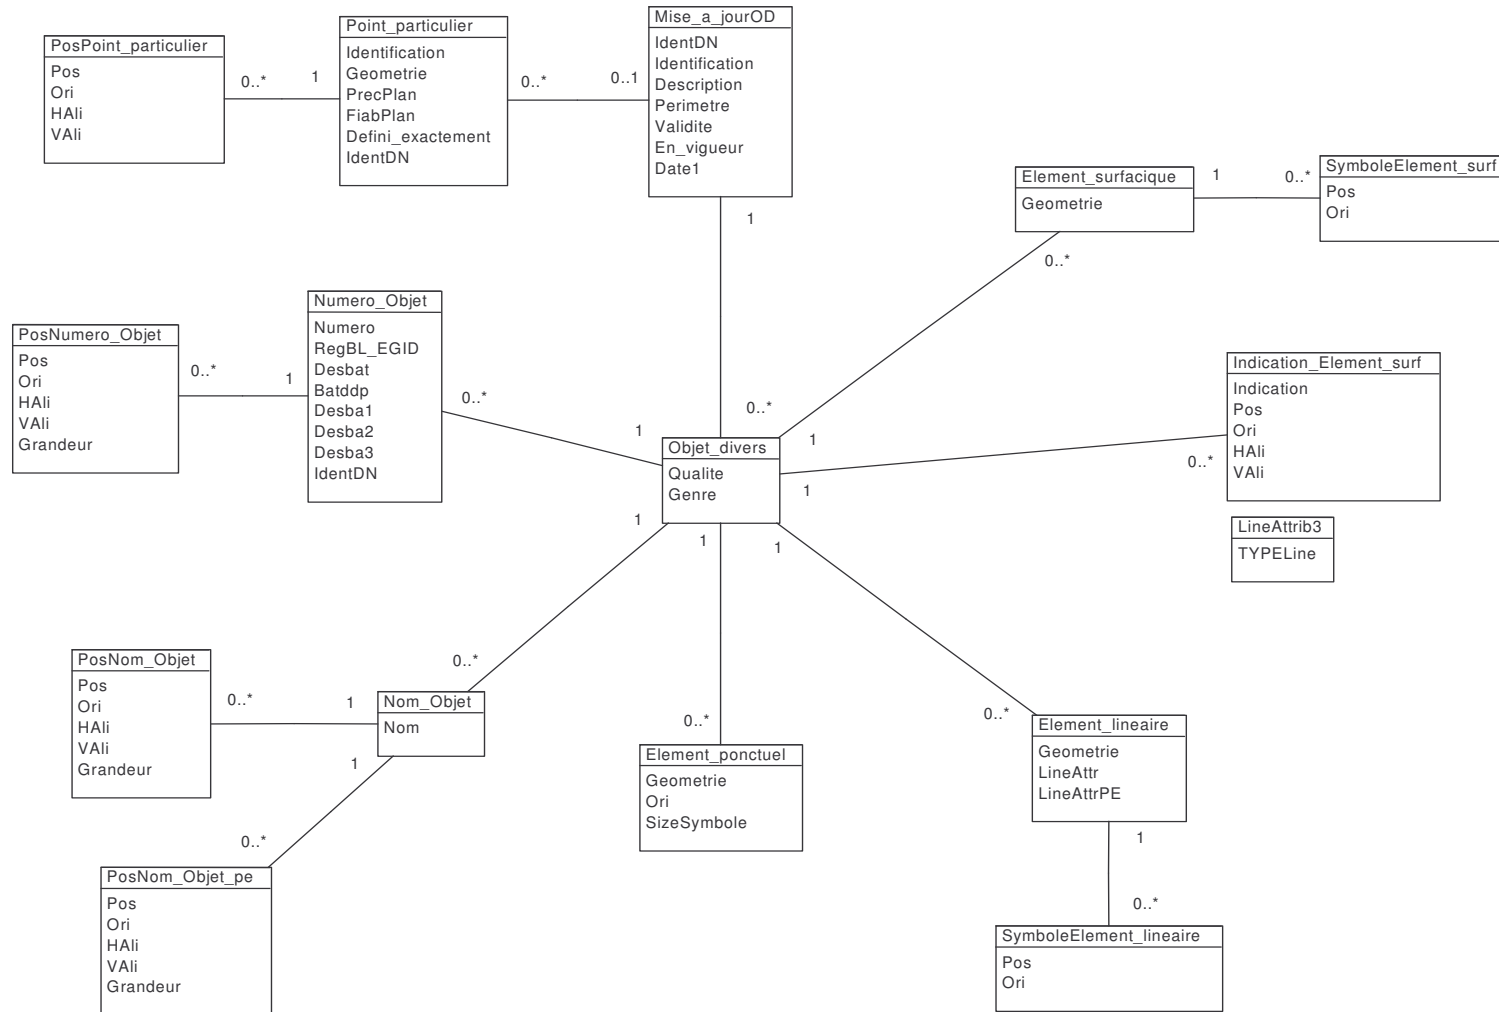 PosPoint_particulier
Pos
Ori
HAli
VAli
0..*
1
Point_particulier
Identification
Geometrie
PrecPlan
FiabPlan
Defini_exactement
IdentDN
0..*
0..1
Mise_a_jourOD
IdentDN
Identification
Description
Perimetre
Validite
En_vigueur
Date1
1
0..*
Element_surfacique
Geometrie
1
0..*
SymboleElement_surf
Pos
Ori
0..*
1
PosNumero_Objet
Pos
Ori
HAli
VAli
Grandeur
0..*
1
Numero_Objet
Numero
RegBL_EGID
Desbat
Batddp
Desba1
Desba2
Desba3
IdentDN
0..*
1
Objet_divers
Qualite
Genre
1
0..*
Indication_Element_surf
Indication
Pos
Ori
HAli
VAli
LineAttrib3
TYPELine
1
1
1
0..*
PosNom_Objet
Pos
Ori
HAli
VAli
Grandeur
0..*
1
Nom_Objet
Nom
1
0..*
PosNom_Objet_pe
Pos
Ori
HAli
VAli
Grandeur
0..*
Element_ponctuel
Geometrie
Ori
SizeSymbole
0..*
Element_lineaire
Geometrie
LineAttr
LineAttrPE
1
0..*
SymboleElement_lineaire
Pos
Ori